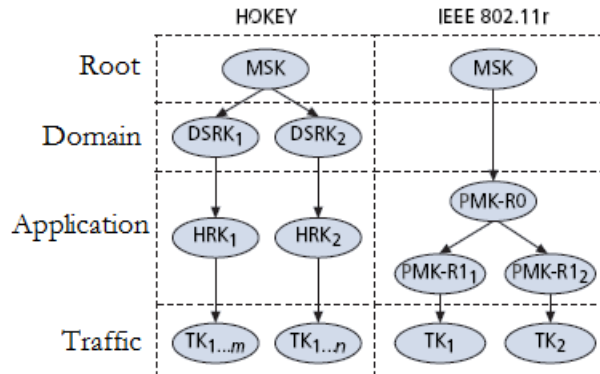 HOKEY IEEE 802.11r
Root MSK MSK
Domain DSRK₁ DSRK₂
PMK-R0
Application HRK₁ HRK₂
PMK-R1₁ PMK-R1₂
Traffic TK₁...ₘ TK₁...ₙ TK₁ TK₂